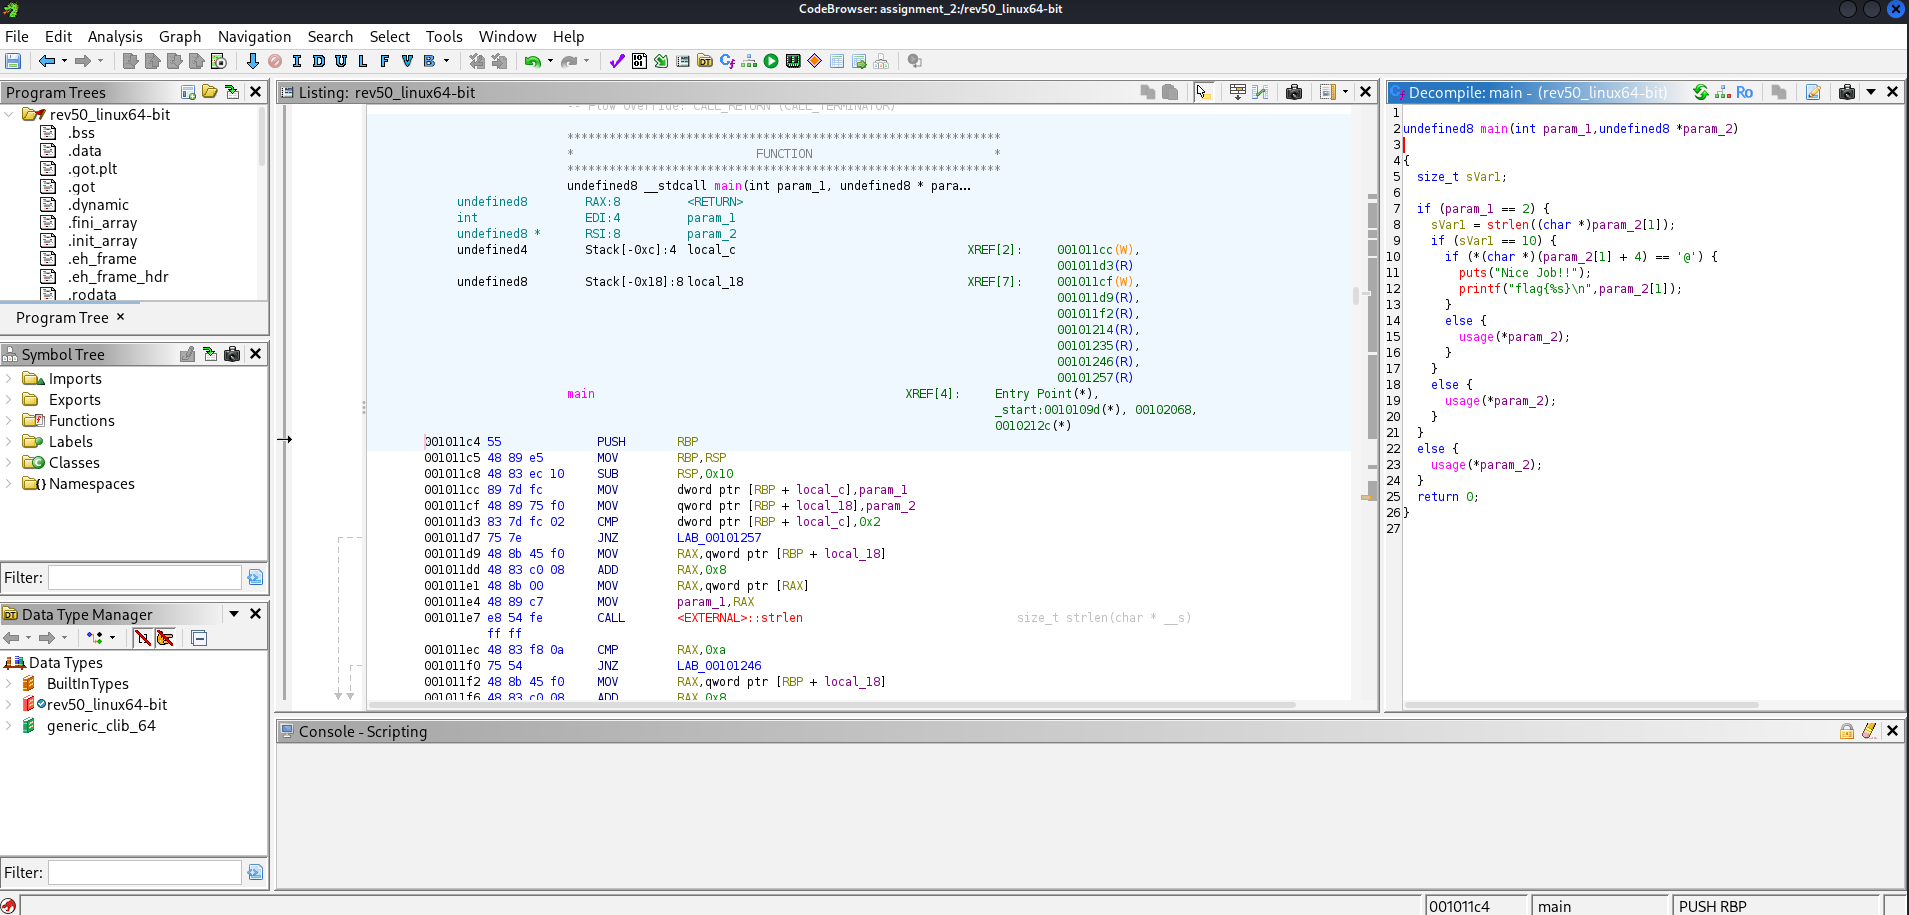 CodeBrowser: assignment_2:/rev50_linux64-bit
File Edit Analysis Graph Navigation Search Select Tools Window Help
I D U L F V B
Program Trees
rev50_linux64-bit
.bss
.data
.got.plt
.got
.dynamic
.fini_array
.init_array
.eh_frame
.eh_frame_hdr
.rodata
Program Tree ×
Symbol Tree
Imports
Exports
Functions
Labels
Classes
Namespaces
Filter:
Data Type Manager
Data Types
BuiltInTypes
rev50_linux64-bit
generic_clib_64
Filter:
Listing: rev50_linux64-bit
-- Flow Override: CALL_RETURN (CALL_TERMINATOR)
**************************************************************
* FUNCTION *
**************************************************************
undefined8 __stdcall main(int param_1, undefined8 * para...
undefined8 RAX:8 <RETURN>
int EDI:4 param_1
undefined8 * RSI:8 param_2
undefined4 Stack[-0xc]:4 local_c XREF[2]: 001011cc(W),
001011d3(R)
undefined8 Stack[-0x18]:8 local_18 XREF[7]: 001011cf(W),
001011d9(R),
001011f2(R),
00101214(R),
00101235(R),
00101246(R),
00101257(R)
main XREF[4]: Entry Point(*),
_start:0010109d(*), 00102068,
0010212c(*)
001011c4 55 PUSH RBP
001011c5 48 89 e5 MOV RBP,RSP
001011c8 48 83 ec 10 SUB RSP,0x10
001011cc 89 7d fc MOV dword ptr [RBP + local_c],param_1
001011cf 48 89 75 f0 MOV qword ptr [RBP + local_18],param_2
001011d3 83 7d fc 02 CMP dword ptr [RBP + local_c],0x2
001011d7 75 7e JNZ LAB_00101257
001011d9 48 8b 45 f0 MOV RAX,qword ptr [RBP + local_18]
001011dd 48 83 c0 08 ADD RAX,0x8
001011e1 48 8b 00 MOV RAX,qword ptr [RAX]
001011e4 48 89 c7 MOV param_1,RAX
001011e7 e8 54 fe CALL <EXTERNAL>::strlen size_t strlen(char * __s)
ff ff
001011ec 48 83 f8 0a CMP RAX,0xa
001011f0 75 54 JNZ LAB_00101246
001011f2 48 8b 45 f0 MOV RAX,qword ptr [RBP + local_18]
001011f6 48 83 c0 08 ADD RAX,0x8
Decompile: main - (rev50_linux64-bit)
1
2 undefined8 main(int param_1,undefined8 *param_2)
3
4 {
5 size_t sVar1;
6
7 if (param_1 == 2) {
8 sVar1 = strlen((char *)param_2[1]);
9 if (sVar1 == 10) {
10 if (*(char *)(param_2[1] + 4) == '@') {
11 puts("Nice Job!!");
12 printf("flag{%s}\n",param_2[1]);
13 }
14 else {
15 usage(*param_2);
16 }
17 }
18 else {
19 usage(*param_2);
20 }
21 }
22 else {
23 usage(*param_2);
24 }
25 return 0;
26 }
27
Console - Scripting
001011c4 main PUSH RBP